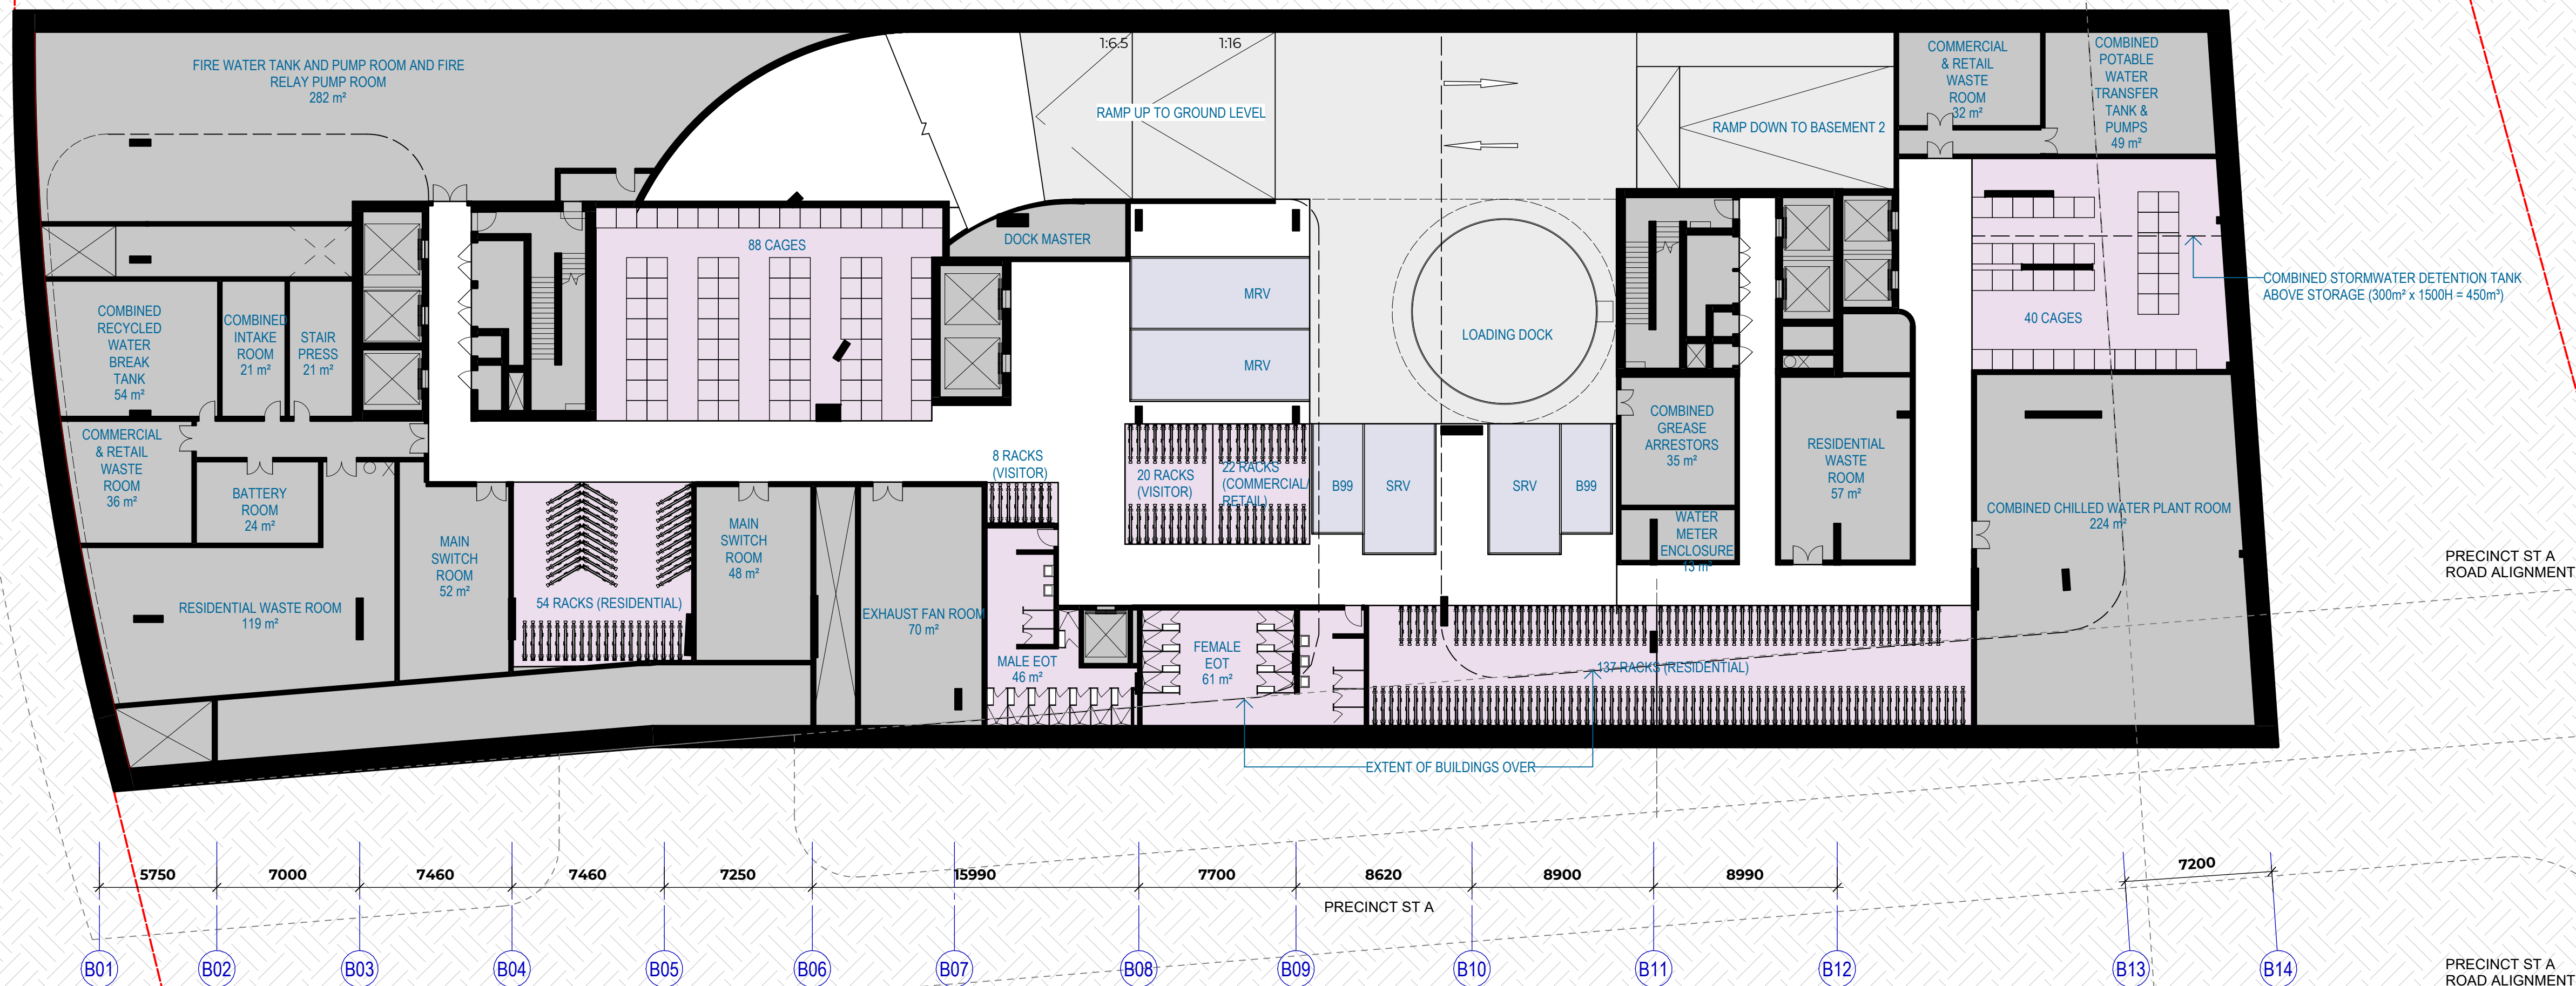 FIRE WATER TANK AND PUMP ROOM AND FIRE
RELAY PUMP ROOM
282 m²
1:6.5
1:16
RAMP UP TO GROUND LEVEL
RAMP DOWN TO BASEMENT 2
COMMERCIAL
& RETAIL
WASTE
ROOM
32 m²
COMBINED
POTABLE
WATER
TRANSFER
TANK &
PUMPS
49 m²
88 CAGES
DOCK MASTER
MRV
MRV
LOADING DOCK
40 CAGES
COMBINED STORMWATER DETENTION TANK
ABOVE STORAGE (300m² x 1500H = 450m³)
COMBINED
RECYCLED
WATER
BREAK
TANK
54 m²
COMBINED
INTAKE
ROOM
21 m²
STAIR
PRESS
21 m²
COMMERCIAL
& RETAIL
WASTE
ROOM
36 m²
BATTERY
ROOM
24 m²
RESIDENTIAL WASTE ROOM
119 m²
MAIN
SWITCH
ROOM
52 m²
54 RACKS (RESIDENTIAL)
MAIN
SWITCH
ROOM
48 m²
EXHAUST FAN ROOM
70 m²
8 RACKS
(VISITOR)
20 RACKS
(VISITOR)
22 RACKS
(COMMERCIAL/
RETAIL)
B99
SRV
SRV
B99
COMBINED
GREASE
ARRESTORS
35 m²
WATER
METER
ENCLOSURE
13 m²
RESIDENTIAL
WASTE
ROOM
57 m²
COMBINED CHILLED WATER PLANT ROOM
224 m²
MALE EOT
46 m²
FEMALE
EOT
61 m²
137 RACKS (RESIDENTIAL)
EXTENT OF BUILDINGS OVER
PRECINCT ST A
ROAD ALIGNMENT
5750
7000
7460
7460
7250
15990
7700
8620
8900
8990
7200
PRECINCT ST A
B01
B02
B03
B04
B05
B06
B07
B08
B09
B10
B11
B12
B13
B14
PRECINCT ST A
ROAD ALIGNMENT